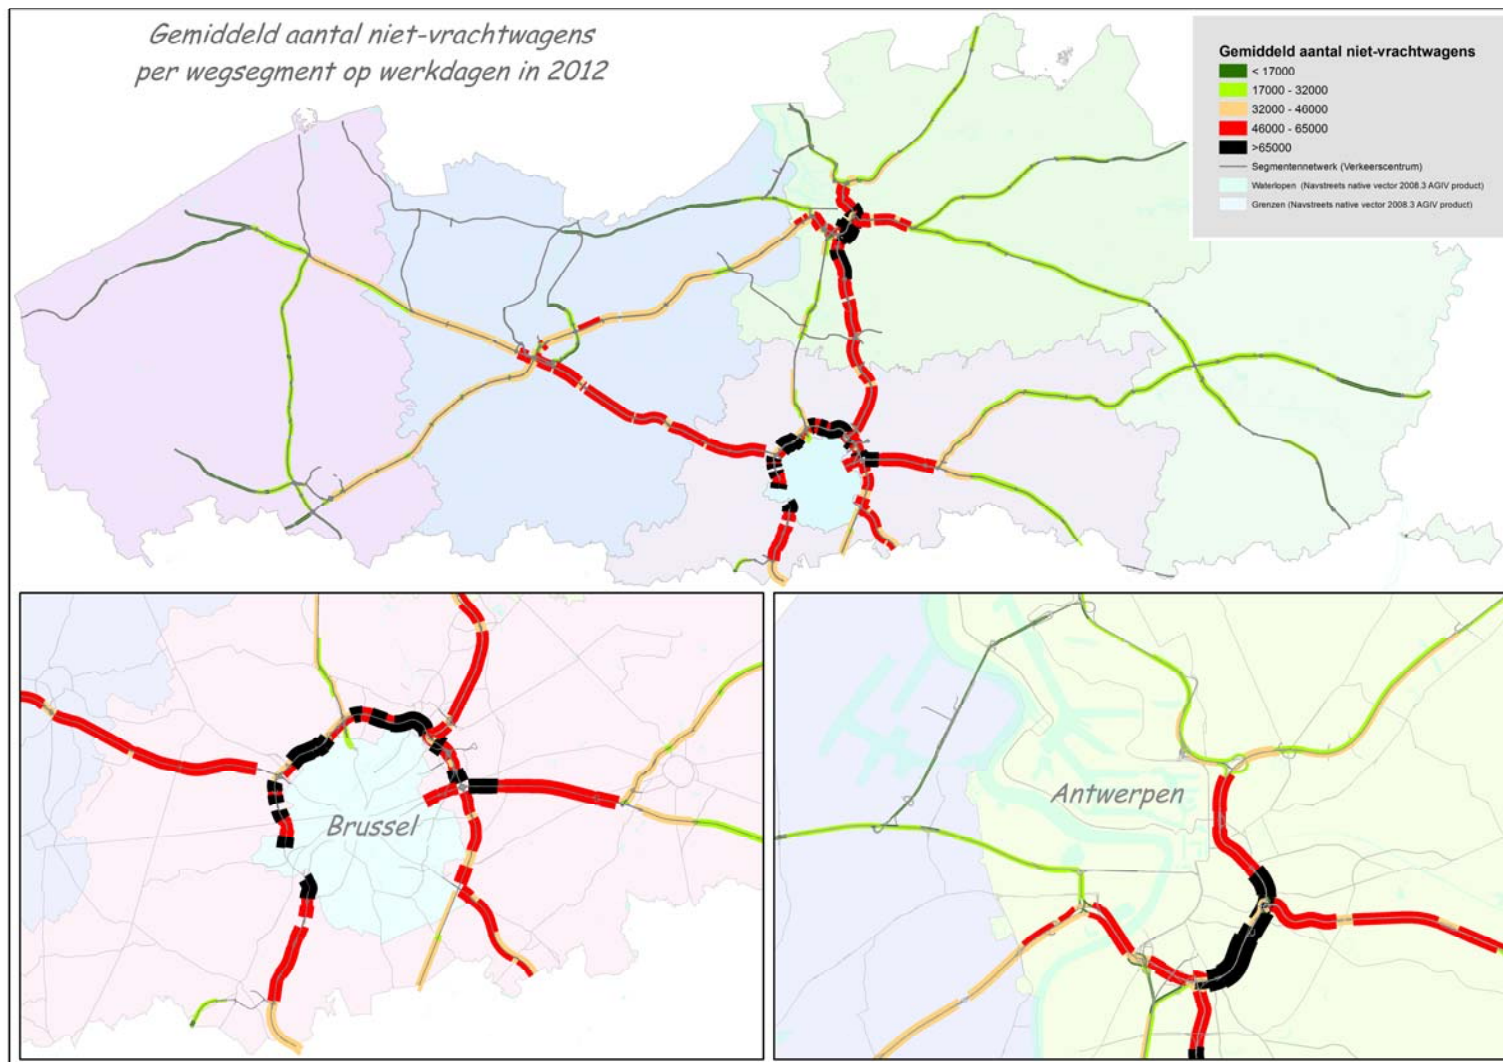 Gemiddeld aantal niet-vrachtwagens
per wegsegment op werkdagen in 2012
Gemiddeld aantal niet-vrachtwagens
< 17000
17000 - 32000
32000 - 46000
46000 - 65000
>65000
Segmentennetwerk (Verkeerscentrum)
Waterlopen (Navstreets native vector 2008.3 AGIV product)
Grenzen (Navstreets native vector 2008.3 AGIV product)
Brussel
Antwerpen